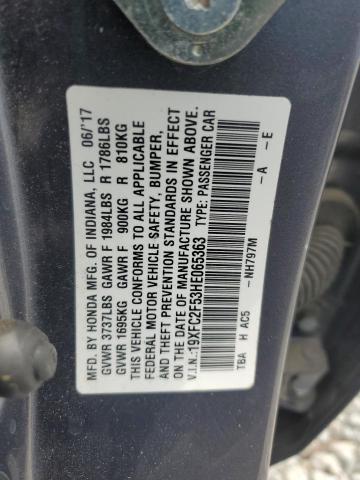 MFD. BY HONDA MFG. OF INDIANA, LLC 06/'17
GVWR 3737LBS GAWR F 1984LBS R 1786LBS
GVWR 1695KG GAWR F 900KG R 810KG
THIS VEHICLE CONFORMS TO ALL APPLICABLE
FEDERAL MOTOR VEHICLE SAFETY, BUMPER,
THEFT PREVENTION STANDARDS IN EFFECT
ON THE DATE OF MANUFACTURE SHOWN ABOVE.
V.I.N.:19XFC2F53HE065363 TYPE: PASSENGER CAR
-NH797M -A -E
TBA H AC5